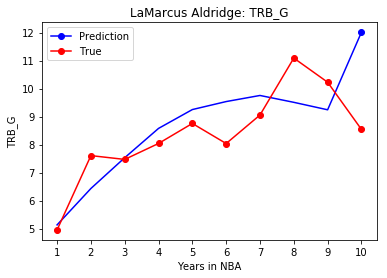 LaMarcus Aldridge: TRB_G
Prediction
True
12
11
10
9
8
7
6
5
TRB_G
1 2 3 4 5 6 7 8 9 10
Years in NBA